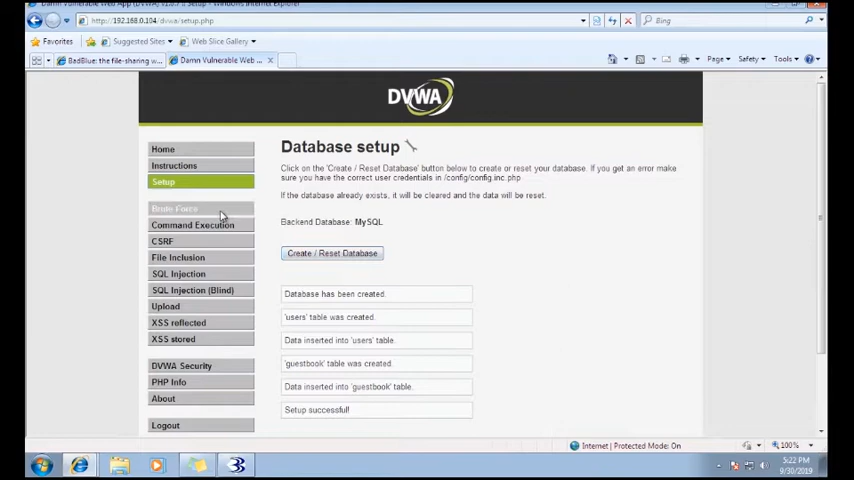 Damn Vulnerable Web App (DVWA) v1.0.7 :: Setup - Windows Internet Explorer
http://192.168.0.104/dvwa/setup.php
Bing
Favorites
Suggested Sites
Web Slice Gallery
BadBlue: the file-sharing w...
Damn Vulnerable Web ...
Page
Safety
Tools
DVWA
Home
Instructions
Setup
Brute Force
Command Execution
CSRF
File Inclusion
SQL Injection
SQL Injection (Blind)
Upload
XSS reflected
XSS stored
DVWA Security
PHP Info
About
Logout
Database setup
Click on the 'Create / Reset Database' button below to create or reset your database. If you get an error make
sure you have the correct user credentials in /config/config.inc.php
If the database already exists, it will be cleared and the data will be reset.
Backend Database: MySQL
Create / Reset Database
Database has been created.
'users' table was created.
Data inserted into 'users' table.
'guestbook' table was created.
Data inserted into 'guestbook' table.
Setup successful!
Internet | Protected Mode: On
100%
5:22 PM
9/30/2019